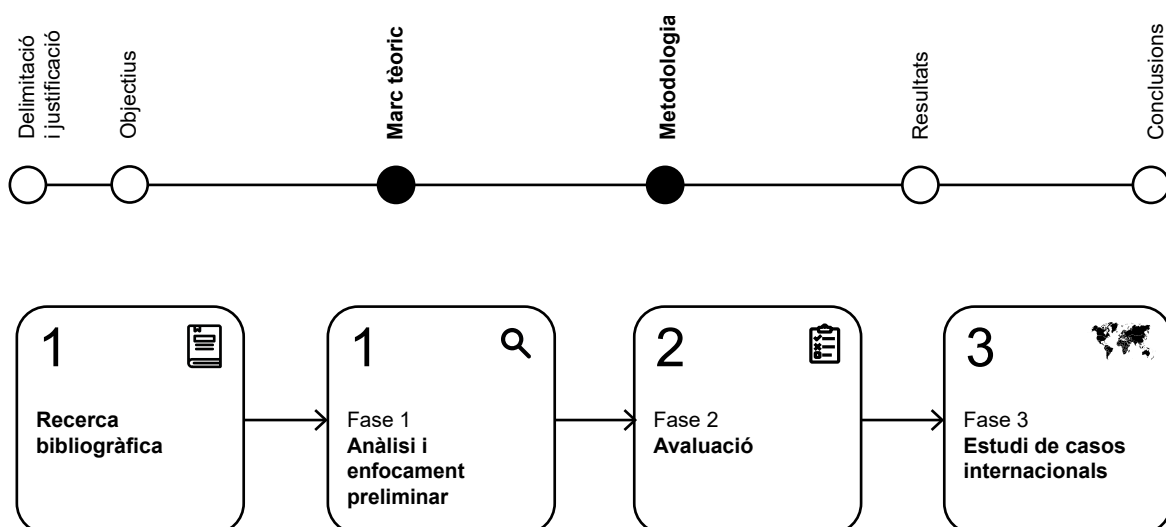 Delimitació
i justificació
Objectius
Marc tèoric
Metodologia
Resultats
Conclusions
1
Recerca
bibliogràfica
1
Fase 1
Anàlisi i
enfocament
preliminar
2
Fase 2
Avaluació
3
Fase 3
Estudi de casos
internacionals